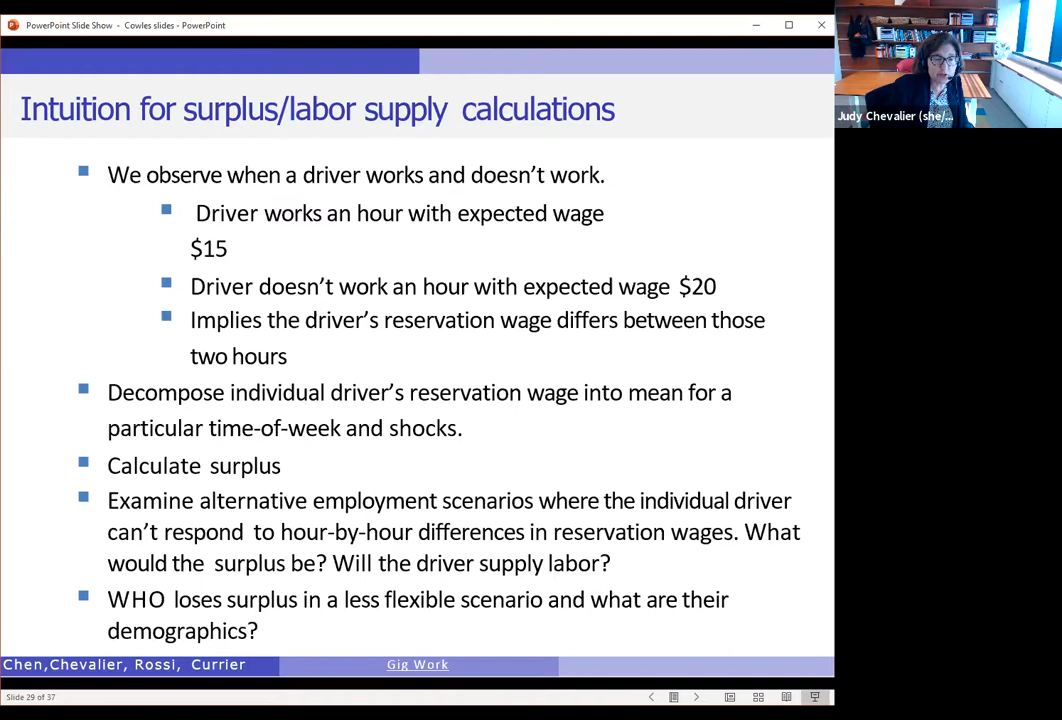 PowerPoint Slide Show - Cowles slides - PowerPoint
Intuition for surplus/labor supply calculations
We observe when a driver works and doesn't work.
Driver works an hour with expected wage
$15
Driver doesn't work an hour with expected wage $20
Implies the driver's reservation wage differs between those
two hours
Decompose individual driver's reservation wage into mean for a
particular time-of-week and shocks.
Calculate surplus
Examine alternative employment scenarios where the individual driver
can't respond to hour-by-hour differences in reservation wages. What
would the surplus be? Will the driver supply labor?
WHO loses surplus in a less flexible scenario and what are their
demographics?
Chen,Chevalier, Rossi, Currier
Gig Work
Slide 29 of 37
Judy Chevalier (she/...